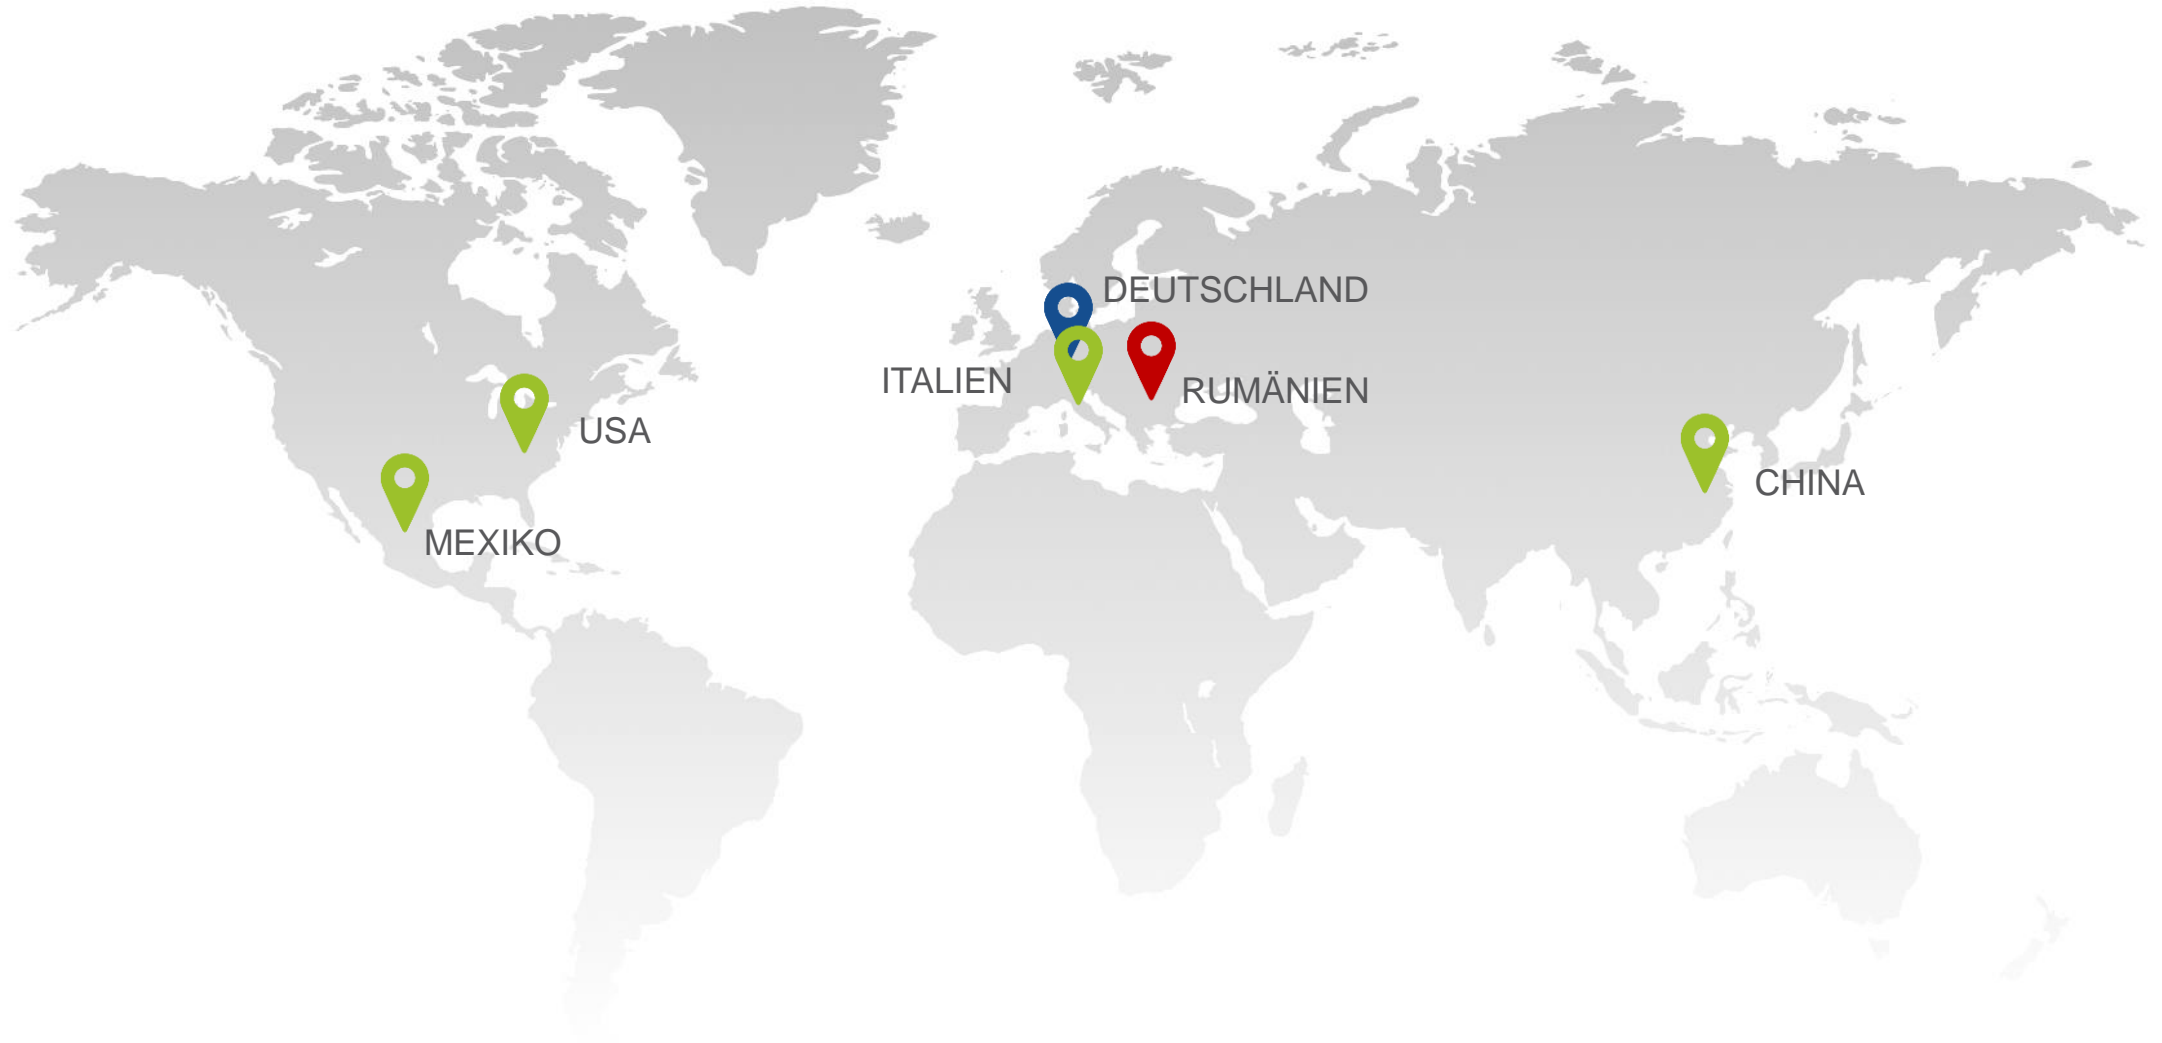 DEUTSCHLAND
ITALIEN
RUMÄNIEN
USA
CHINA
MEXIKO